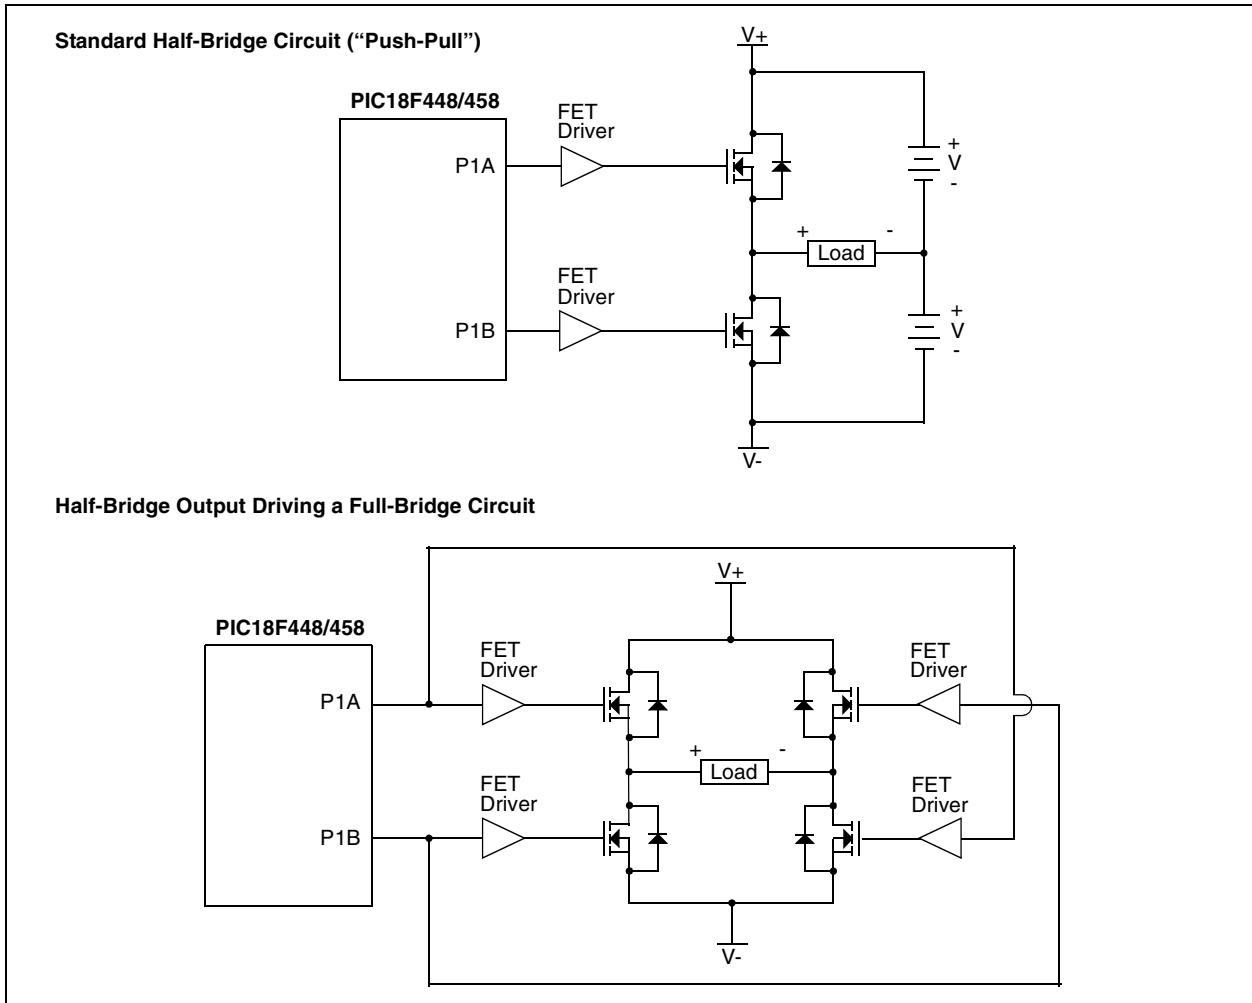 Standard Half-Bridge Circuit (“Push-Pull”)
V+
PIC18F448/458
FET
Driver
P1A
+
V
-
+ -
Load
FET
Driver
P1B
+
V
-
V-
Half-Bridge Output Driving a Full-Bridge Circuit
V+
PIC18F448/458
FET
Driver
FET
Driver
P1A
+ -
Load
FET
Driver
FET
Driver
P1B
V-